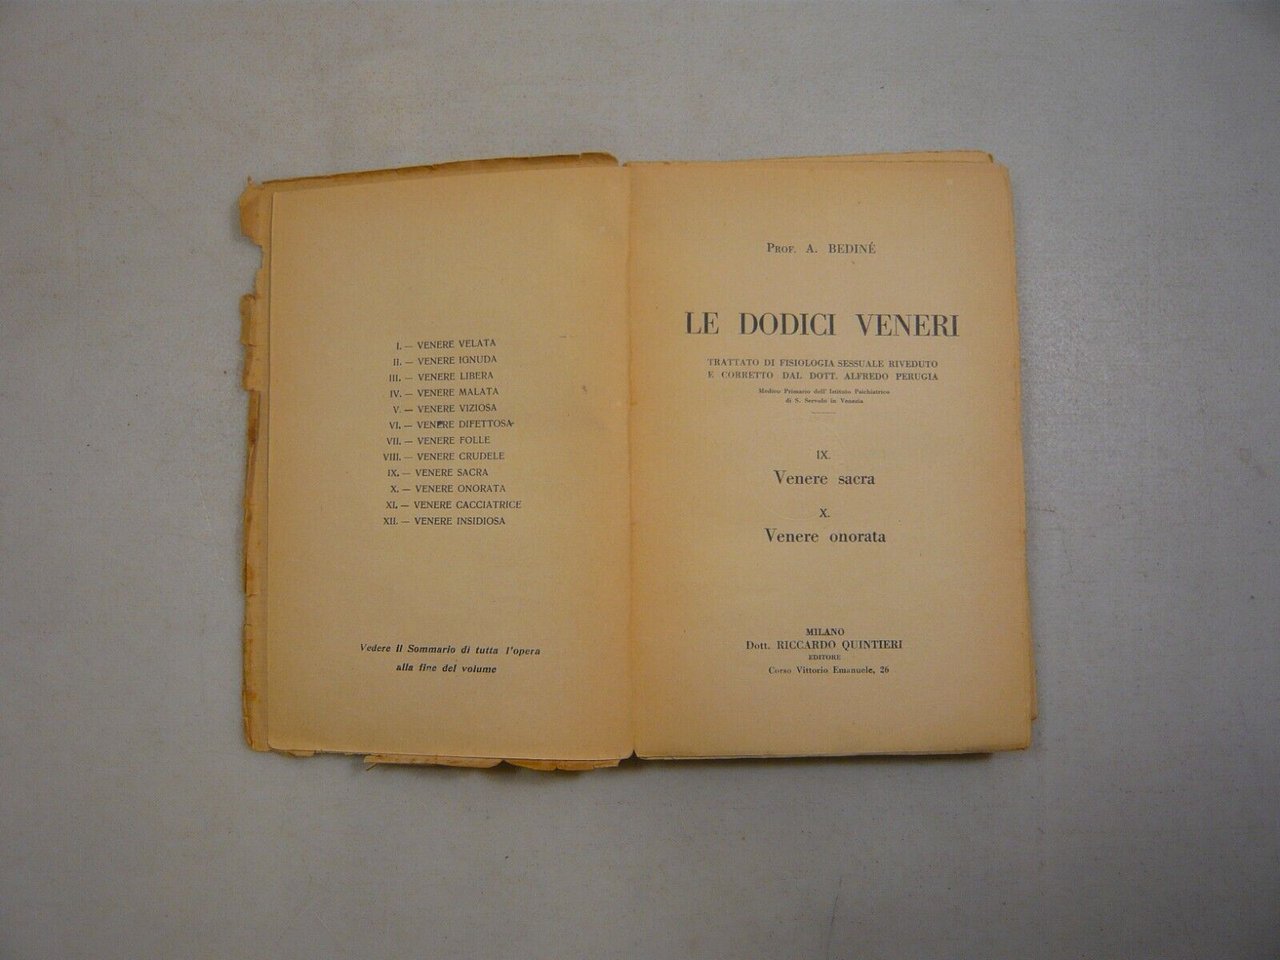 I. — VENERE VELATA
II. — VENERE IGNUDA
III. — VENERE LIBERA
IV. — VENERE MALATA
V. — VENERE VIZIOSA
VI. — VENERE DIFETTOSA
VII. — VENERE FOLLE
VIII. — VENERE CRUDELE
IX. — VENERE SACRA
X. — VENERE ONORATA
XI. — VENERE CACCIATRICE
XII. — VENERE INSIDIOSA
Vedere il Sommario di tutta l'opera
alla fine del volume
PROF. A. BEDINÉ
LE DODICI VENERI
TRATTATO DI FISIOLOGIA SESSUALE RIVEDUTO
E CORRETTO DAL DOTT. ALFREDO PERUGIA
Medico Primario dell'Istituto Psichiatrico
di S. Servolo in Venezia
IX.
Venere sacra
X.
Venere onorata
MILANO
Dott. RICCARDO QUINTIERI
EDITORE
Corso Vittorio Emanuele, 26